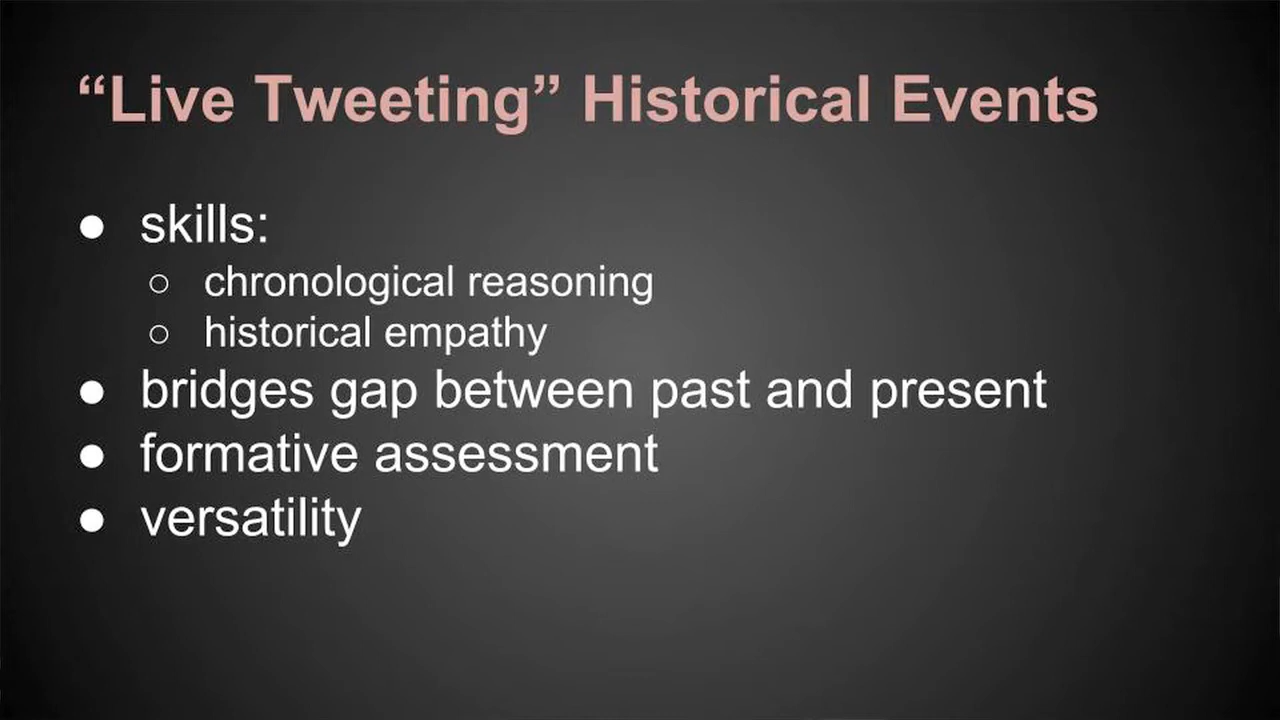 “Live Tweeting” Historical Events
● skills:
○ chronological reasoning
○ historical empathy
● bridges gap between past and present
● formative assessment
● versatility